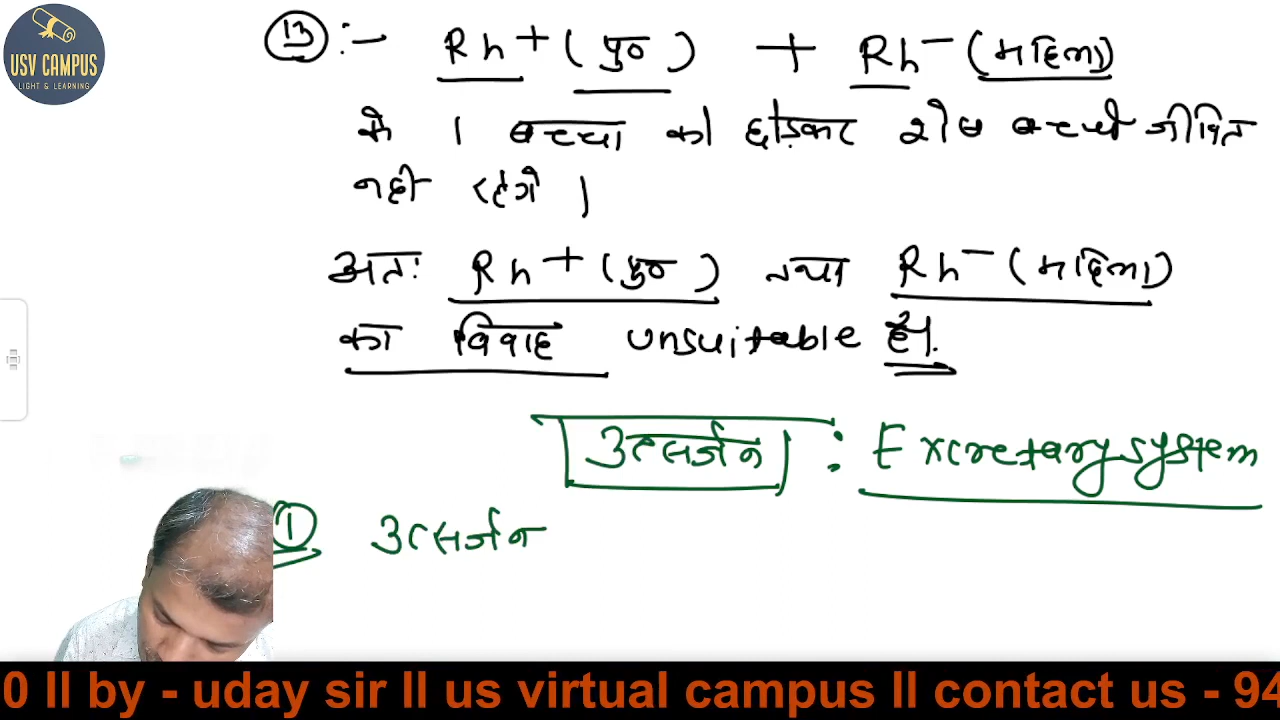 USV CAMPUS
LIGHT & LEARNING
13 :- Rh+ (पु०) + Rh- (महिला)
के 1 बच्चा को छोड़कर शेष बच्चे जीवित
नही रहेंगे ।
अतः Rh+ (पु०) तथा Rh- (महिला)
का विवाह unsuitable है।
उत्सर्जन : Excretary system
1 उत्सर्जन
0 ll by - uday sir ll us virtual campus ll contact us - 94